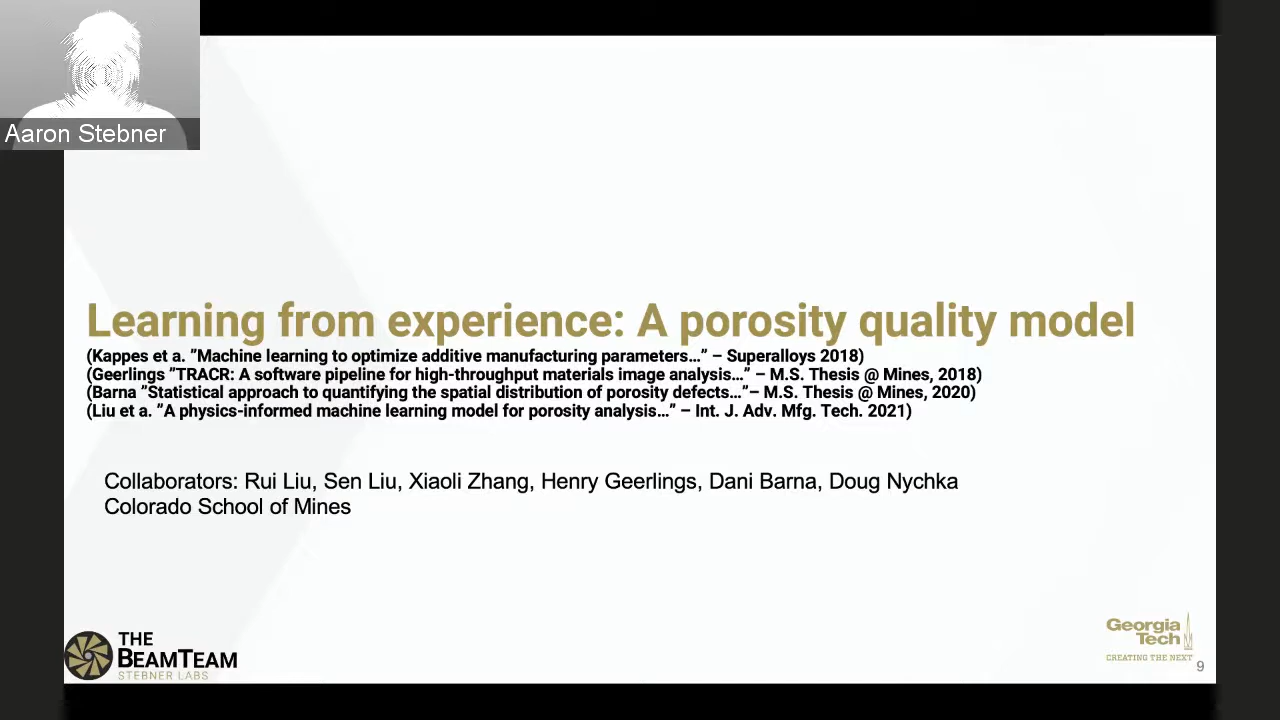 Aaron Stebner
Learning from experience: A porosity quality model
(Kappes et a. ”Machine learning to optimize additive manufacturing parameters…” – Superalloys 2018)
(Geerlings ”TRACR: A software pipeline for high-throughput materials image analysis…” – M.S. Thesis @ Mines, 2018)
(Barna ”Statistical approach to quantifying the spatial distribution of porosity defects…”– M.S. Thesis @ Mines, 2020)
(Liu et a. ”A physics-informed machine learning model for porosity analysis…” – Int. J. Adv. Mfg. Tech. 2021)
Collaborators: Rui Liu, Sen Liu, Xiaoli Zhang, Henry Geerlings, Dani Barna, Doug Nychka
Colorado School of Mines
THE
BEAMTEAM
STEBNER LABS
Georgia
Tech
CREATING THE NEXT
9